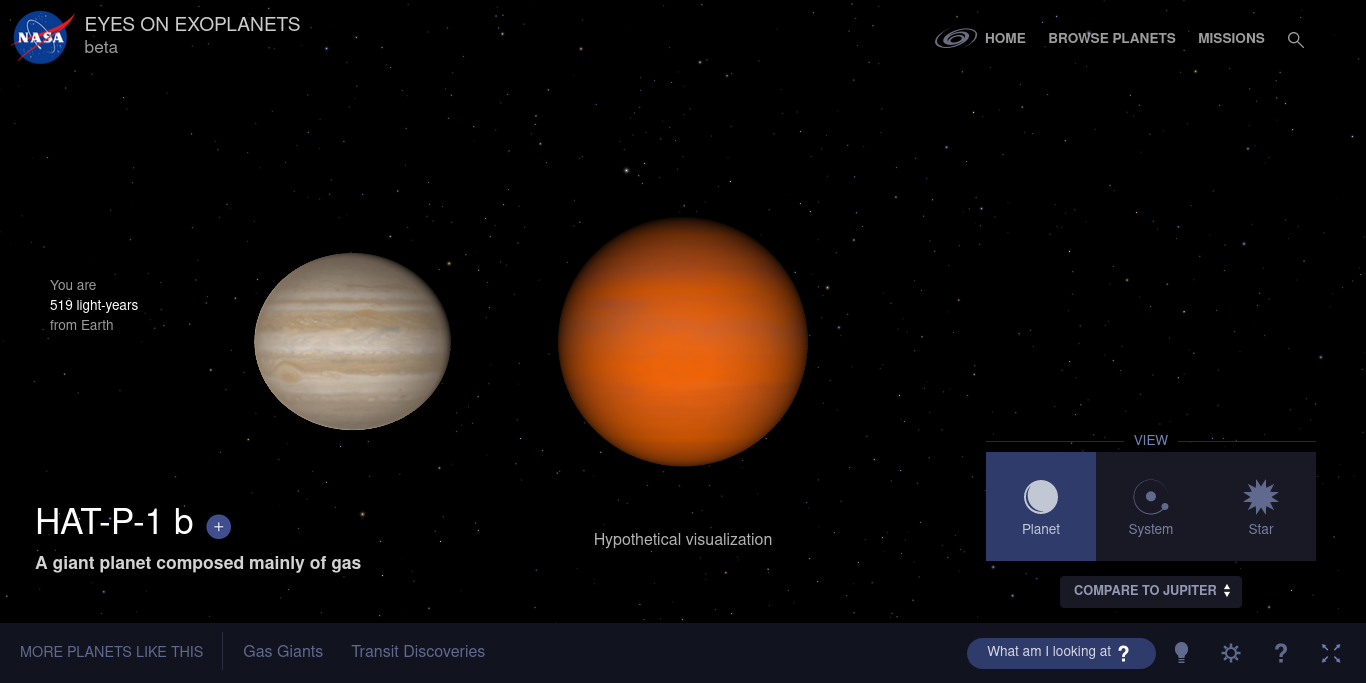 NASA
EYES ON EXOPLANETS
beta
HOME
BROWSE PLANETS
MISSIONS
You are
519 light-years
from Earth
VIEW
Planet
System
Star
HAT-P-1 b +
A giant planet composed mainly of gas
Hypothetical visualization
COMPARE TO JUPITER
MORE PLANETS LIKE THIS
Gas Giants
Transit Discoveries
What am I looking at ?
?